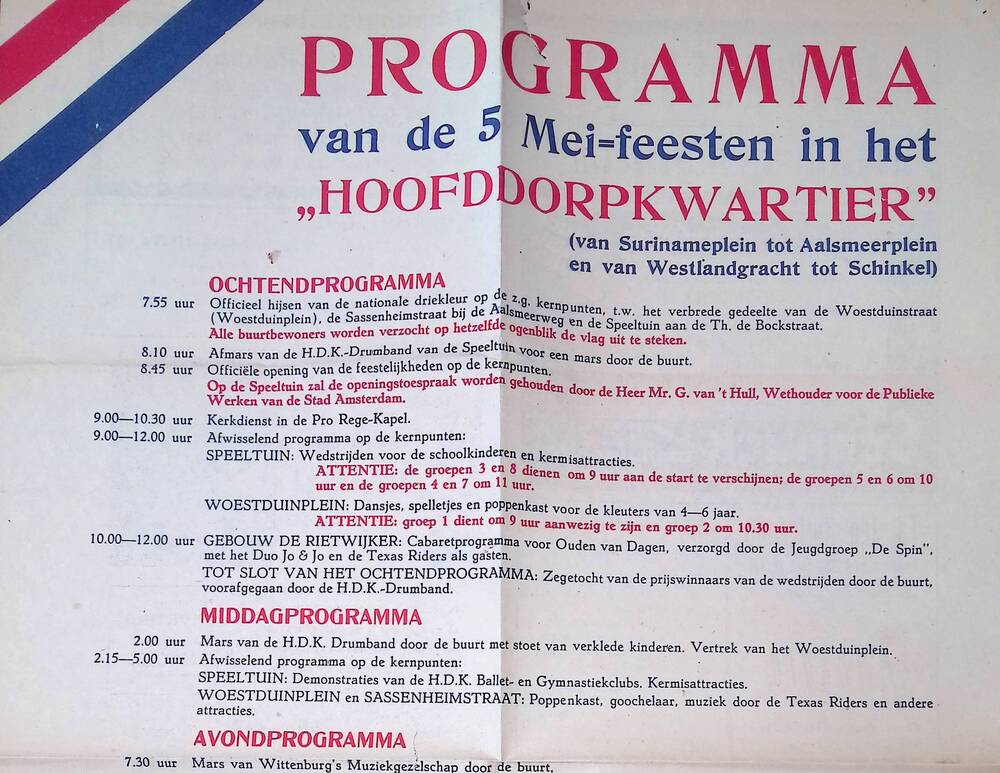 PROGRAMMA
van de 5 Mei=feesten in het
„HOOFDDORPKWARTIER”
(van Surinameplein tot Aalsmeerplein
en van Westlandgracht tot Schinkel)
OCHTENDPROGRAMMA
7.55 uur Officieel hijsen van de nationale driekleur op de z.g. kernpunten, t.w. het verbrede gedeelte van de Woestduinstraat
(Woestduinplein), de Sassenheimstraat bij de Aalsmeerweg en de Speeltuin aan de Th. de Bockstraat.
Alle buurtbewoners worden verzocht op hetzelfde ogenblik de vlag uit te steken.
8.10 uur Afmars van de H.D.K.-Drumband van de Speeltuin voor een mars door de buurt.
8.45 uur Officiële opening van de feestelijkheden op de kernpunten.
Op de Speeltuin zal de openingstoespraak worden gehouden door de Heer Mr. G. van 't Hull, Wethouder voor de Publieke
Werken van de Stad Amsterdam.
9.00—10.30 uur Kerkdienst in de Pro Rege-Kapel.
9.00—12.00 uur Afwisselend programma op de kernpunten:
SPEELTUIN: Wedstrijden voor de schoolkinderen en kermisattracties.
ATTENTIE: de groepen 3 en 8 dienen om 9 uur aan de start te verschijnen; de groepen 5 en 6 om 10
uur en de groepen 4 en 7 om 11 uur.
WOESTDUINPLEIN: Dansjes, spelletjes en poppenkast voor de kleuters van 4—6 jaar.
ATTENTIE: groep 1 dient om 9 uur aanwezig te zijn en groep 2 om 10.30 uur.
10.00—12.00 uur GEBOUW DE RIETWIJKER: Cabaretprogramma voor Ouden van Dagen, verzorgd door de Jeugdgroep „De Spin”,
met het Duo Jo & Jo en de Texas Riders als gasten.
TOT SLOT VAN HET OCHTENDPROGRAMMA: Zegetocht van de prijswinnaars van de wedstrijden door de buurt,
voorafgegaan door de H.D.K.-Drumband.
MIDDAGPROGRAMMA
2.00 uur Mars van de H.D.K. Drumband door de buurt met stoet van verklede kinderen. Vertrek van het Woestduinplein.
2.15—5.00 uur Afwisselend programma op de kernpunten:
SPEELTUIN: Demonstraties van de H.D.K. Ballet- en Gymnastiekclubs. Kermisattracties.
WOESTDUINPLEIN en SASSENHEIMSTRAAT: Poppenkast, goochelaar, muziek door de Texas Riders en andere
attracties.
AVONDPROGRAMMA
7.30 uur Mars van Wittenburg's Muziekgezelschap door de buurt.